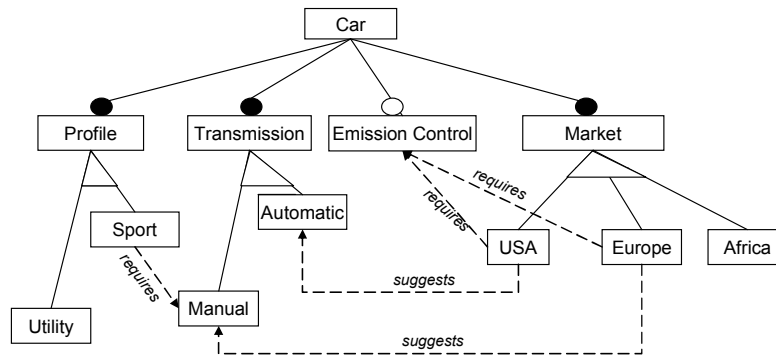 Car
Profile
Transmission
Emission Control
Market
requires
requires
Automatic
Sport
USA
Europe
Africa
requires
suggests
Manual
Utility
suggests